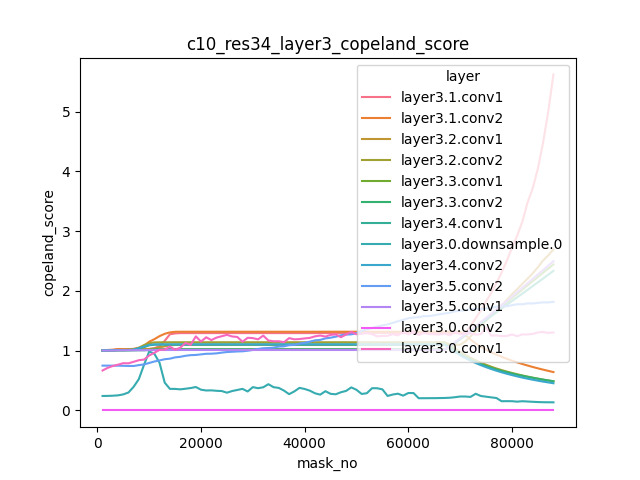 c10_res34_layer3_copeland_score
layer
layer3.1.conv1
layer3.1.conv2
layer3.2.conv1
layer3.2.conv2
layer3.3.conv1
layer3.3.conv2
layer3.4.conv1
layer3.0.downsample.0
layer3.4.conv2
layer3.5.conv2
layer3.5.conv1
layer3.0.conv2
layer3.0.conv1
copeland_score
5
4
3
2
1
0
0
20000
40000
60000
80000
mask_no